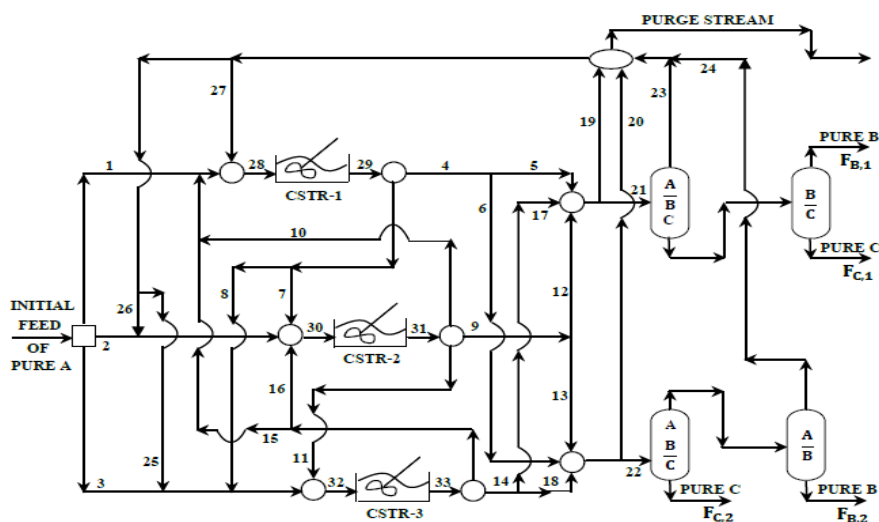 PURGE STREAM
24
27
23
19
20
PURE B
F_B,1
1
28
29
4
5
CSTR-1
21
A
B
C
B
C
6
17
10
PURE C
F_C,1
8
7
12
INITIAL
FEED
OF
PURE A
26
2
30
31
9
CSTR-2
16
13
15
A
B
C
A
B
11
25
3
32
33
14
18
22
CSTR-3
PURE C
F_C,2
PURE B
F_B,2